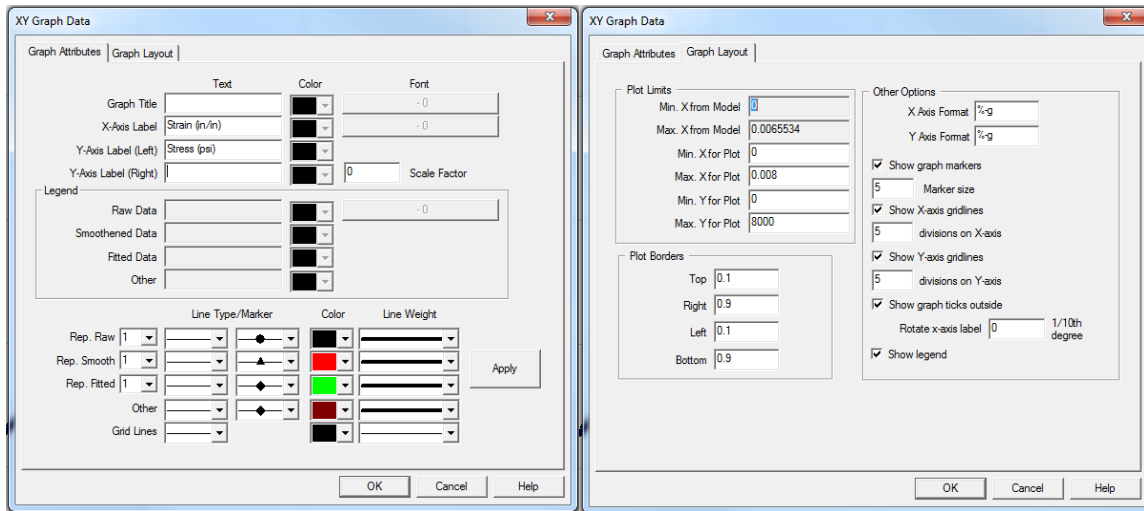 XY Graph Data
Graph Attributes Graph Layout
Text Color Font
Graph Title - 0
X-Axis Label Strain (in/in) - 0
Y-Axis Label (Left) Stress (psi)
Y-Axis Label (Right) 0 Scale Factor
Legend
Raw Data - 0
Smoothened Data
Fitted Data
Other
Line Type/Marker Color Line Weight
Rep. Raw 1
Rep. Smooth 1
Apply
Rep. Fitted 1
Other
Grid Lines
OK Cancel Help
XY Graph Data
Graph Attributes Graph Layout
Plot Limits
Min. X from Model 0
Max. X from Model 0.0065534
Min. X for Plot 0
Max. X for Plot 0.008
Min. Y for Plot 0
Max. Y for Plot 8000
Plot Borders
Top 0.1
Right 0.9
Left 0.1
Bottom 0.9
Other Options
X Axis Format %-g
Y Axis Format %-g
Show graph markers
5 Marker size
Show X-axis gridlines
5 divisions on X-axis
Show Y-axis gridlines
5 divisions on Y-axis
Show graph ticks outside
Rotate x-axis label 0 1/10th
degree
Show legend
OK Cancel Help